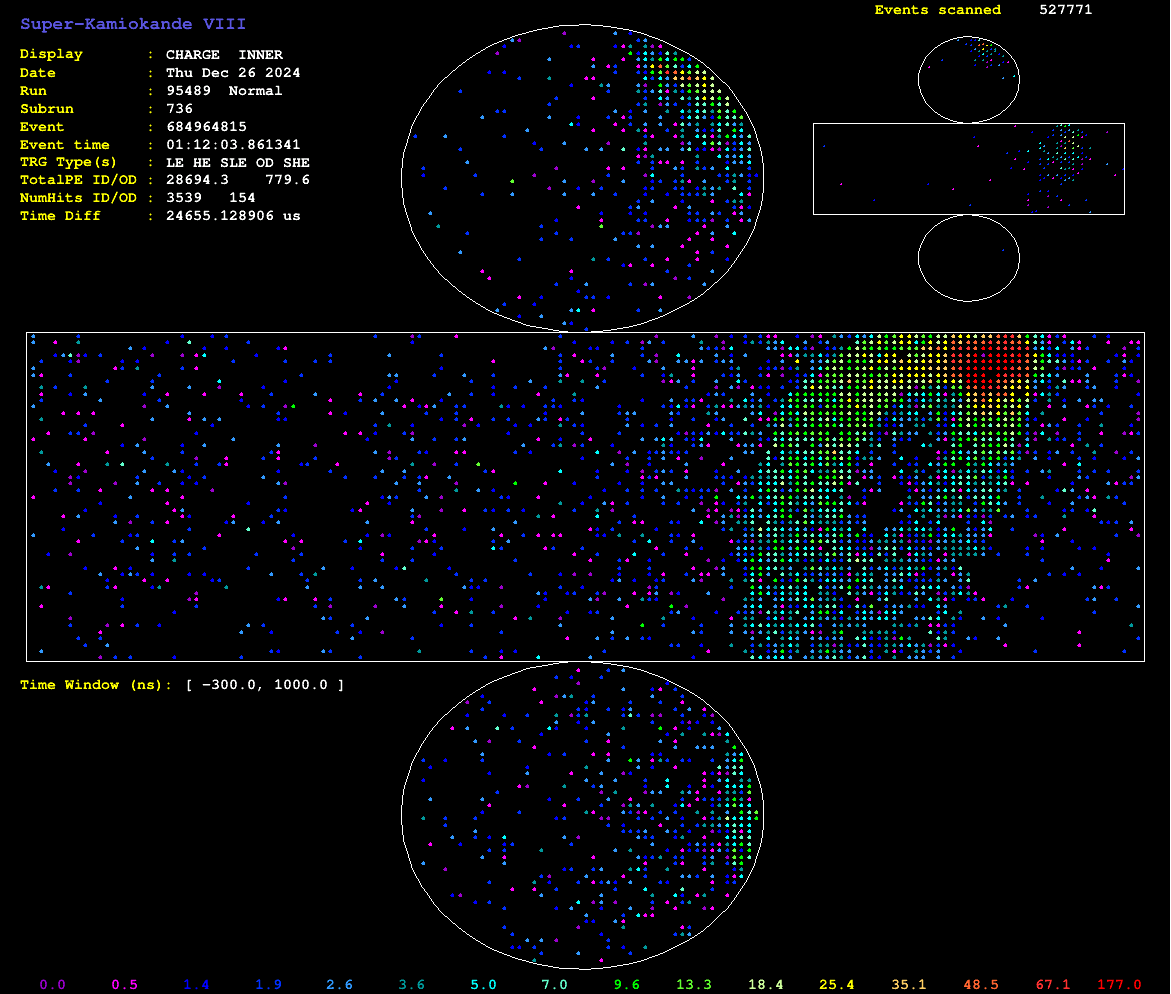 Super-Kamiokande VIII
Display : CHARGE INNER
Date : Thu Dec 26 2024
Run : 95489 Normal
Subrun : 736
Event : 684964815
Event time : 01:12:03.861341
TRG Type(s) : LE HE SLE OD SHE
TotalPE ID/OD : 28694.3 779.6
NumHits ID/OD : 3539 154
Time Diff : 24655.128906 us
Events scanned 527771
Time Window (ns): [ -300.0, 1000.0 ]
0.0 0.5 1.4 1.9 2.6 3.6 5.0 7.0 9.6 13.3 18.4 25.4 35.1 48.5 67.1 177.0